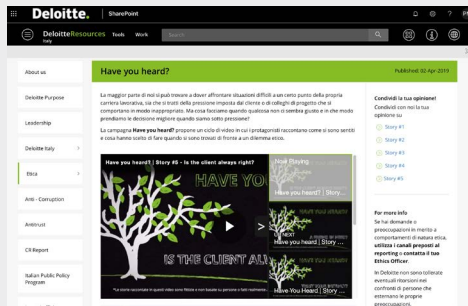 Deloitte. SharePoint
DeloitteResources Tools Work Search
Italy
About us
Deloitte Purpose
Leadership
Deloitte Italy
Etica
Anti - Corruption
Antitrust
CR Report
Italian Public Policy
Program
Have you heard?
Published: 02-Apr-2019
La maggior parte di noi si può trovare a dover affrontare situazioni difficili a un certo punto della propria
carriera lavorativa, sia che si tratti della pressione imposta dal cliente o di colleghi di progetto che si
comportano in modo inappropriato. Ma cosa facciamo quando qualcosa non ci sembra giusto e in che modo
prendiamo le decisioni migliori quando siamo sotto pressione?
La campagna Have you heard? propone un ciclo di video in cui i protagonisti raccontano come si sono sentiti
e cosa hanno scelto di fare quando si sono trovati di fronte a un dilemma etico.
Have you heard? | Story #5 - Is the client always right?
HAVE YO
IS THE CLIENT AL
Now Playing
Have you heard? | Story ...
UP NEXT
Have you heard | Story ...
Have You Heard | Story ...
Condividi la tua opinione!
Condividi con noi la tua
opinione su
Story #1
Story #2
Story #3
Story #4
Story #5
For more info
Se hai domande o
preoccupazioni in merito a
comportamenti di natura etica,
utilizza i canali preposti al
reporting o contatta il tuo
Ethics Officer.
In Deloitte non sono tollerate
eventuali ritorsioni nei
confronti di persone che
esternano le proprie
preoccupazioni.